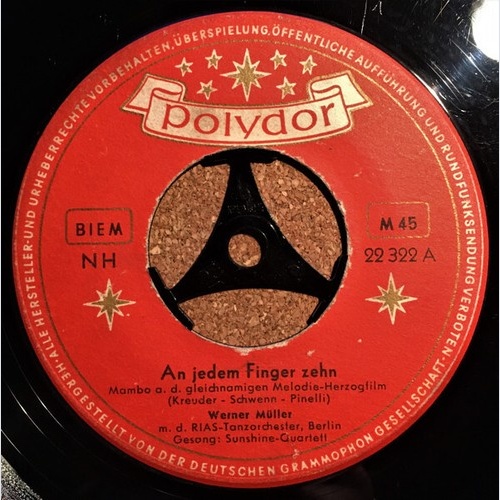 ·ALLE HERSTELLER- UND URHEBERRECHTE VORBEHALTEN, ÜBERSPIELUNG, ÖFFENTLICHE AUFFÜHRUNG UND RUNDFUNKSENDUNG VERBOTEN·
polydor
BIEM
NH
M 45
22 322 A
An jedem Finger zehn
Mambo a. d. gleichnamigen Melodie-Herzogfilm
(Kreuder - Schwenn - Pinelli)
Werner Müller
m. d. RIAS-Tanzorchester, Berlin
Gesang: Sunshine-Quartett
HERGESTELLT VON DER DEUTSCHEN GRAMMOPHON GESELLSCHAFT·